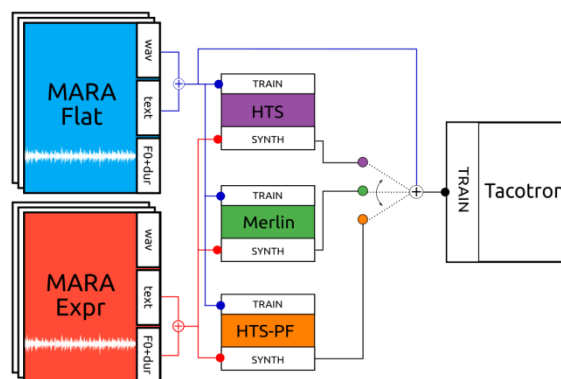 MARA
Flat
wav
text
F0+dur
MARA
Expr
wav
text
F0+dur
TRAIN
HTS
SYNTH
TRAIN
Merlin
SYNTH
TRAIN
HTS-PF
SYNTH
TRAIN
Tacotron